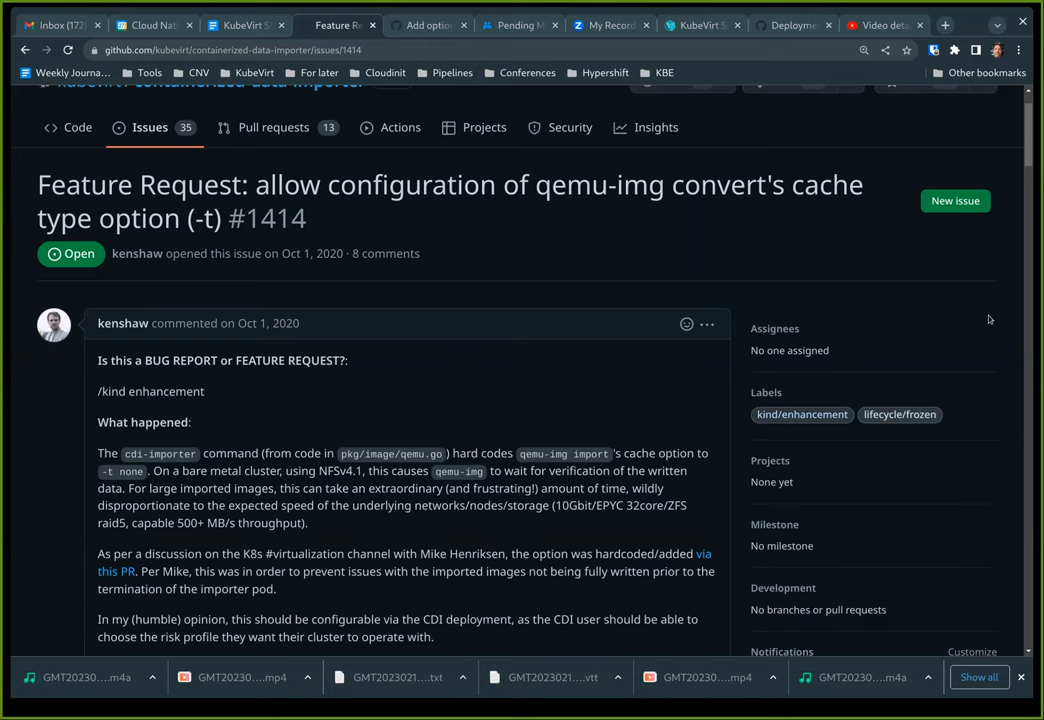 Inbox (172
Cloud Nat
KubeVirt S
Feature Re
Add optio
Pending M
My Record
KubeVirt S
Deployme
Video deta
github.com/kubevirt/containerized-data-importer/issues/1414
Weekly Journa...
Tools
CNV
KubeVirt
For later
Cloudinit
Pipelines
Conferences
Hypershift
KBE
Other bookmarks
Code
Issues 35
Pull requests 13
Actions
Projects
Security
Insights
Feature Request: allow configuration of qemu-img convert's cache
type option (-t) #1414
New issue
Open kenshaw opened this issue on Oct 1, 2020 · 8 comments
kenshaw commented on Oct 1, 2020
Is this a BUG REPORT or FEATURE REQUEST?:
/kind enhancement
What happened:
The cdi-importer command (from code in pkg/image/qemu.go) hard codes qemu-img import's cache option to
-t none. On a bare metal cluster, using NFSv4.1, this causes qemu-img to wait for verification of the written
data. For large imported images, this can take an extraordinary (and frustrating!) amount of time, wildly
disproportionate to the expected speed of the underlying networks/nodes/storage (10Gbit/EPYC 32core/ZFS
raid5, capable 500+ MB/s throughput).
As per a discussion on the K8s #virtualization channel with Mike Henriksen, the option was hardcoded/added via
this PR. Per Mike, this was in order to prevent issues with the imported images not being fully written prior to the
termination of the importer pod.
In my (humble) opinion, this should be configurable via the CDI deployment, as the CDI user should be able to
choose the risk profile they want their cluster to operate with.
Assignees
No one assigned
Labels
kind/enhancement lifecycle/frozen
Projects
None yet
Milestone
No milestone
Development
No branches or pull requests
Notifications Customize
GMT20230....m4a
GMT20230....mp4
GMT2023021....txt
GMT2023021....vtt
GMT20230....mp4
GMT20230....m4a
Show all